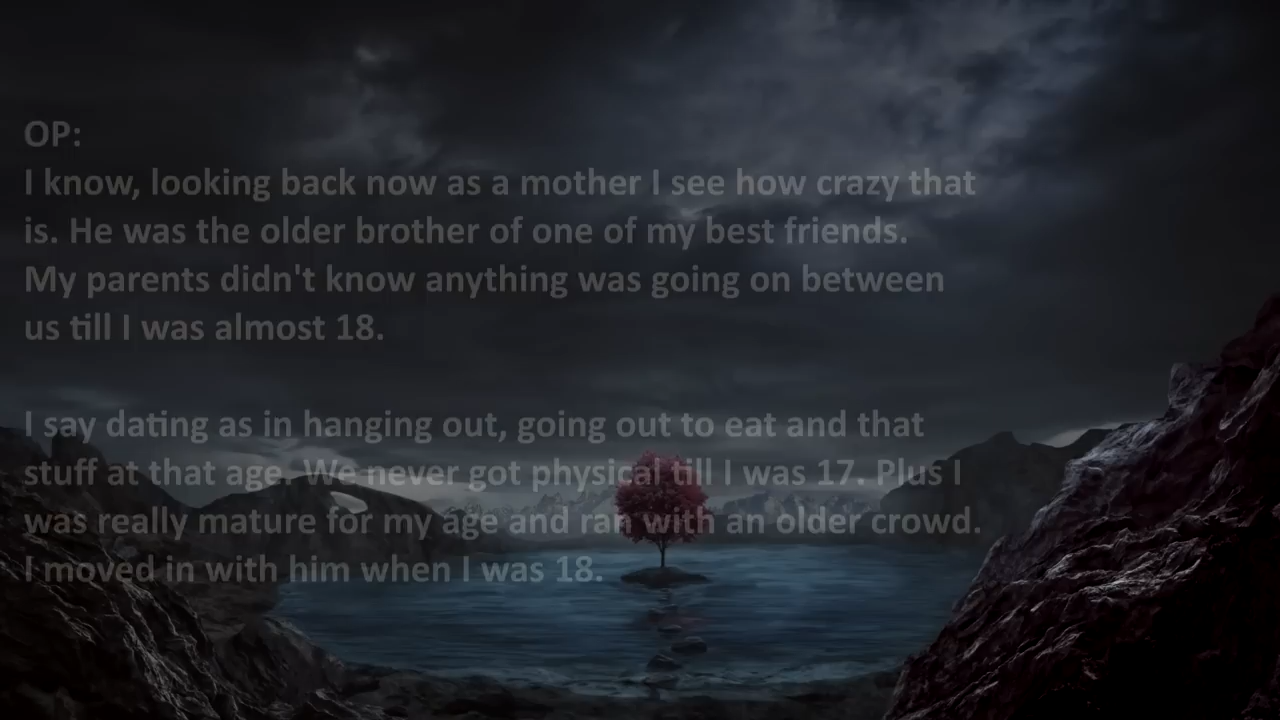 OP:
I know, looking back now as a mother I see how crazy that
is. He was the older brother of one of my best friends.
My parents didn't know anything was going on between
us till I was almost 18.
I say dating as in hanging out, going out to eat and that
stuff at that age. We never got physical till I was 17. Plus I
was really mature for my age and ran with an older crowd.
I moved in with him when I was 18.